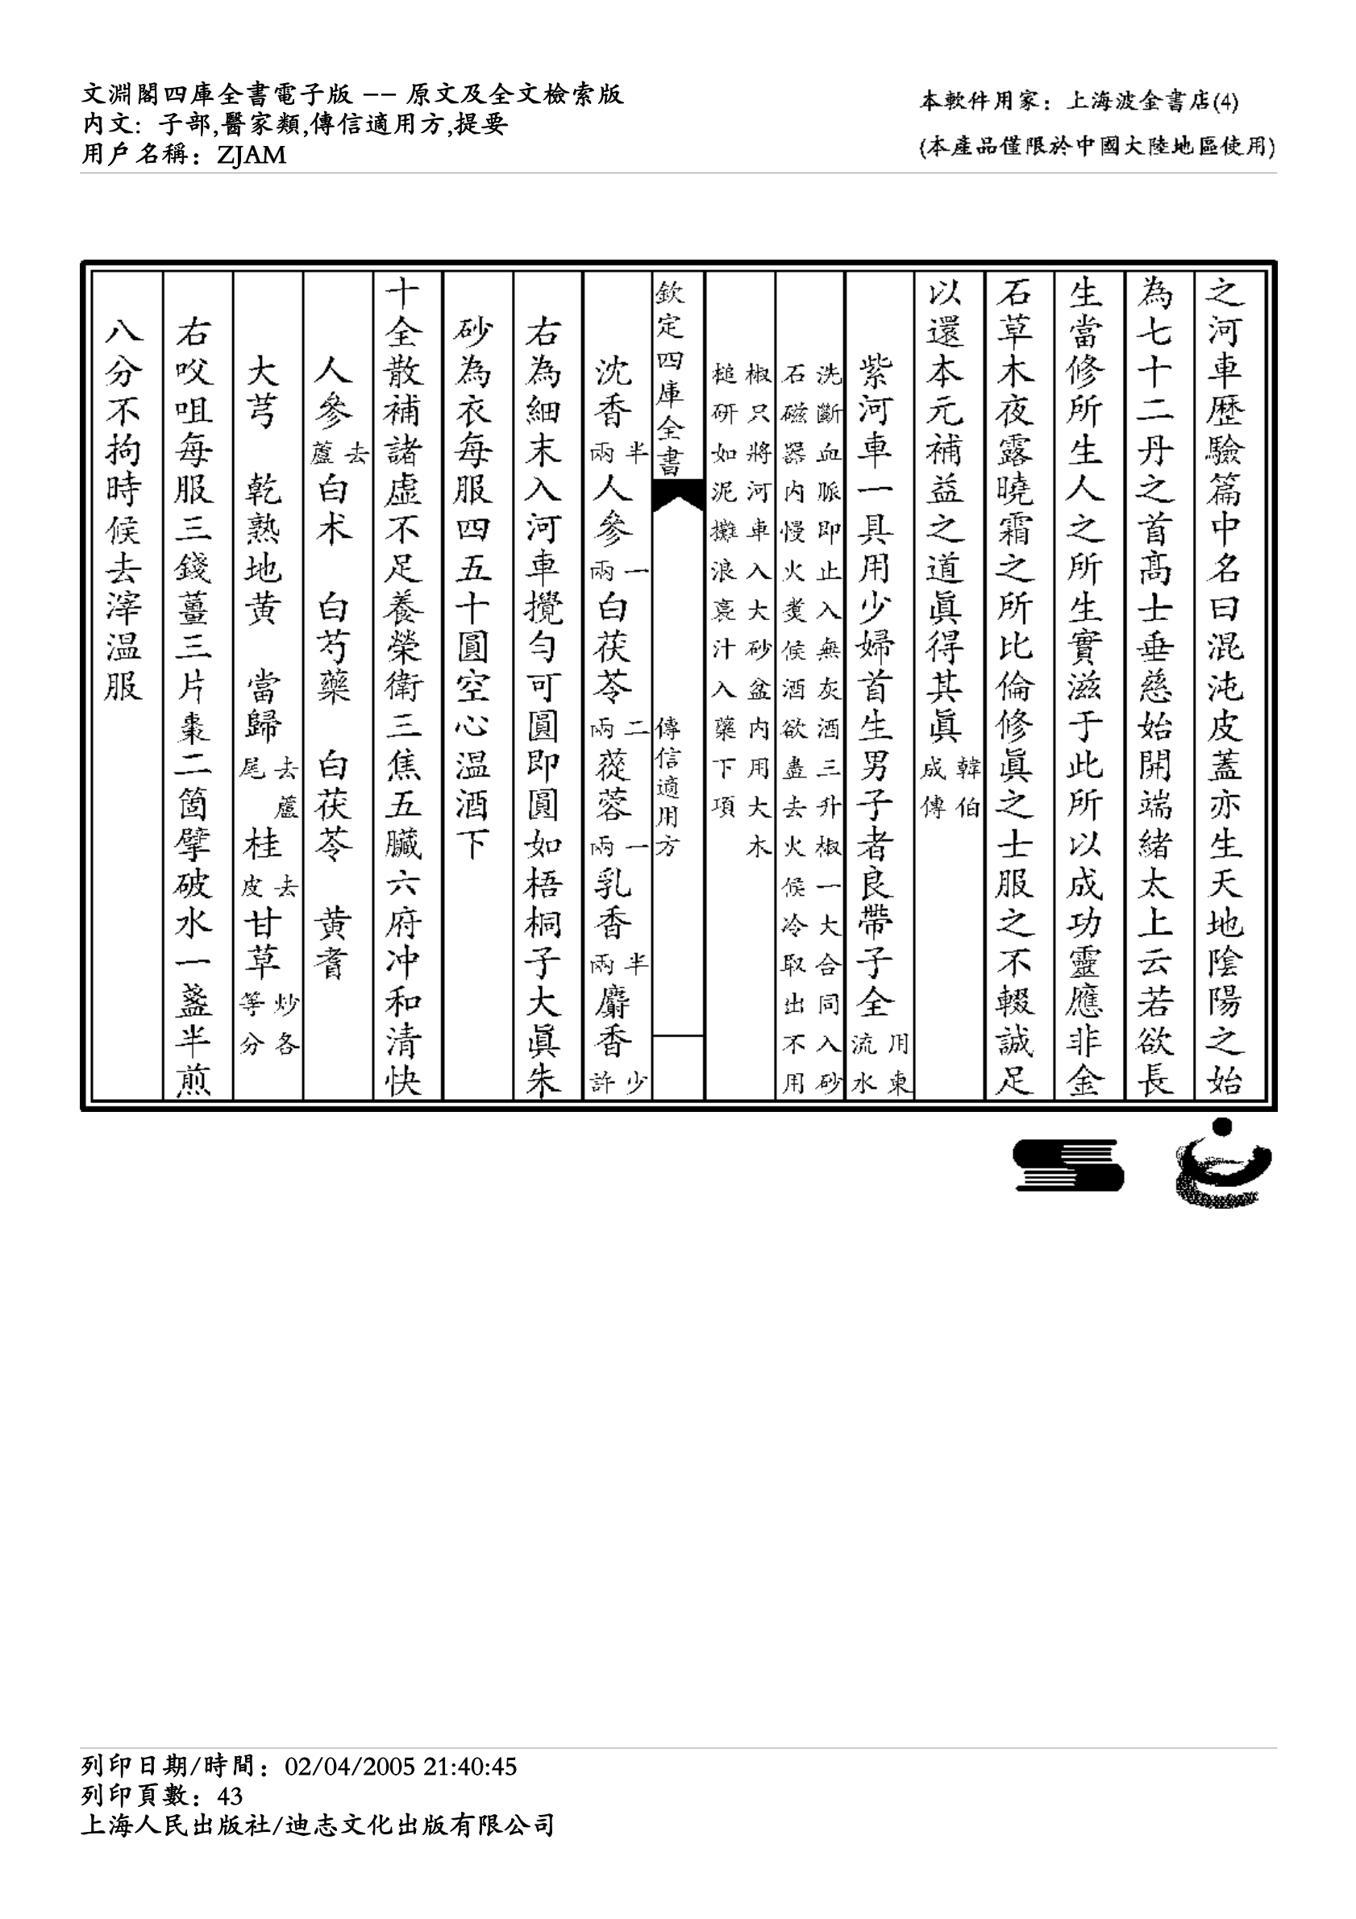 文淵閣四庫全書電子版 -- 原文及全文檢索版
内文: 子部,醫家類,傳信適用方,提要
用戶名稱: ZJAM
本軟件用家: 上海波金書店(4)
(本產品僅限於中國大陸地區使用)
之河車歷驗篇中名曰混沌皮蓋亦生天地陰陽之始
為七十二丹之首髙士垂慈始開端緒太上云若欲長
生當修所生人之所生實滋于此所以成功靈應非金
石草木夜露曉霜之所比倫修眞之士服之不輟誠足
以還本元補益之道眞得其眞韓伯成傳
紫河車一具用少婦首生男子者良帶子全用東流水
洗斷血脈即止入無灰酒三升椒一大合同入砂
石磁器内慢火煑候酒欲盡去火候冷取出不用
椒只將河車入大砂盆内用大木
槌研如泥攤浪裛汁入藥下項
欽定四庫全書
傳信適用方
沈香半兩人參一兩白茯苓二兩蓯蓉一兩乳香半兩麝香少許
右為細末入河車攪勻可圓即圓如梧桐子大眞朱
砂為衣每服四五十圓空心温酒下
十全散補諸虛不足養榮衛三焦五臟六府冲和清快
人參去蘆白术 白芍藥 白茯苓 黄耆
大芎 乾熟地黄 當歸去蘆尾桂去皮甘草炒各等分
右㕮咀每服三錢薑三片棗二箇擘破水一盞半煎
八分不拘時候去滓温服
列印日期/時間: 02/04/2005 21:40:45
列印頁數: 43
上海人民出版社/迪志文化出版有限公司